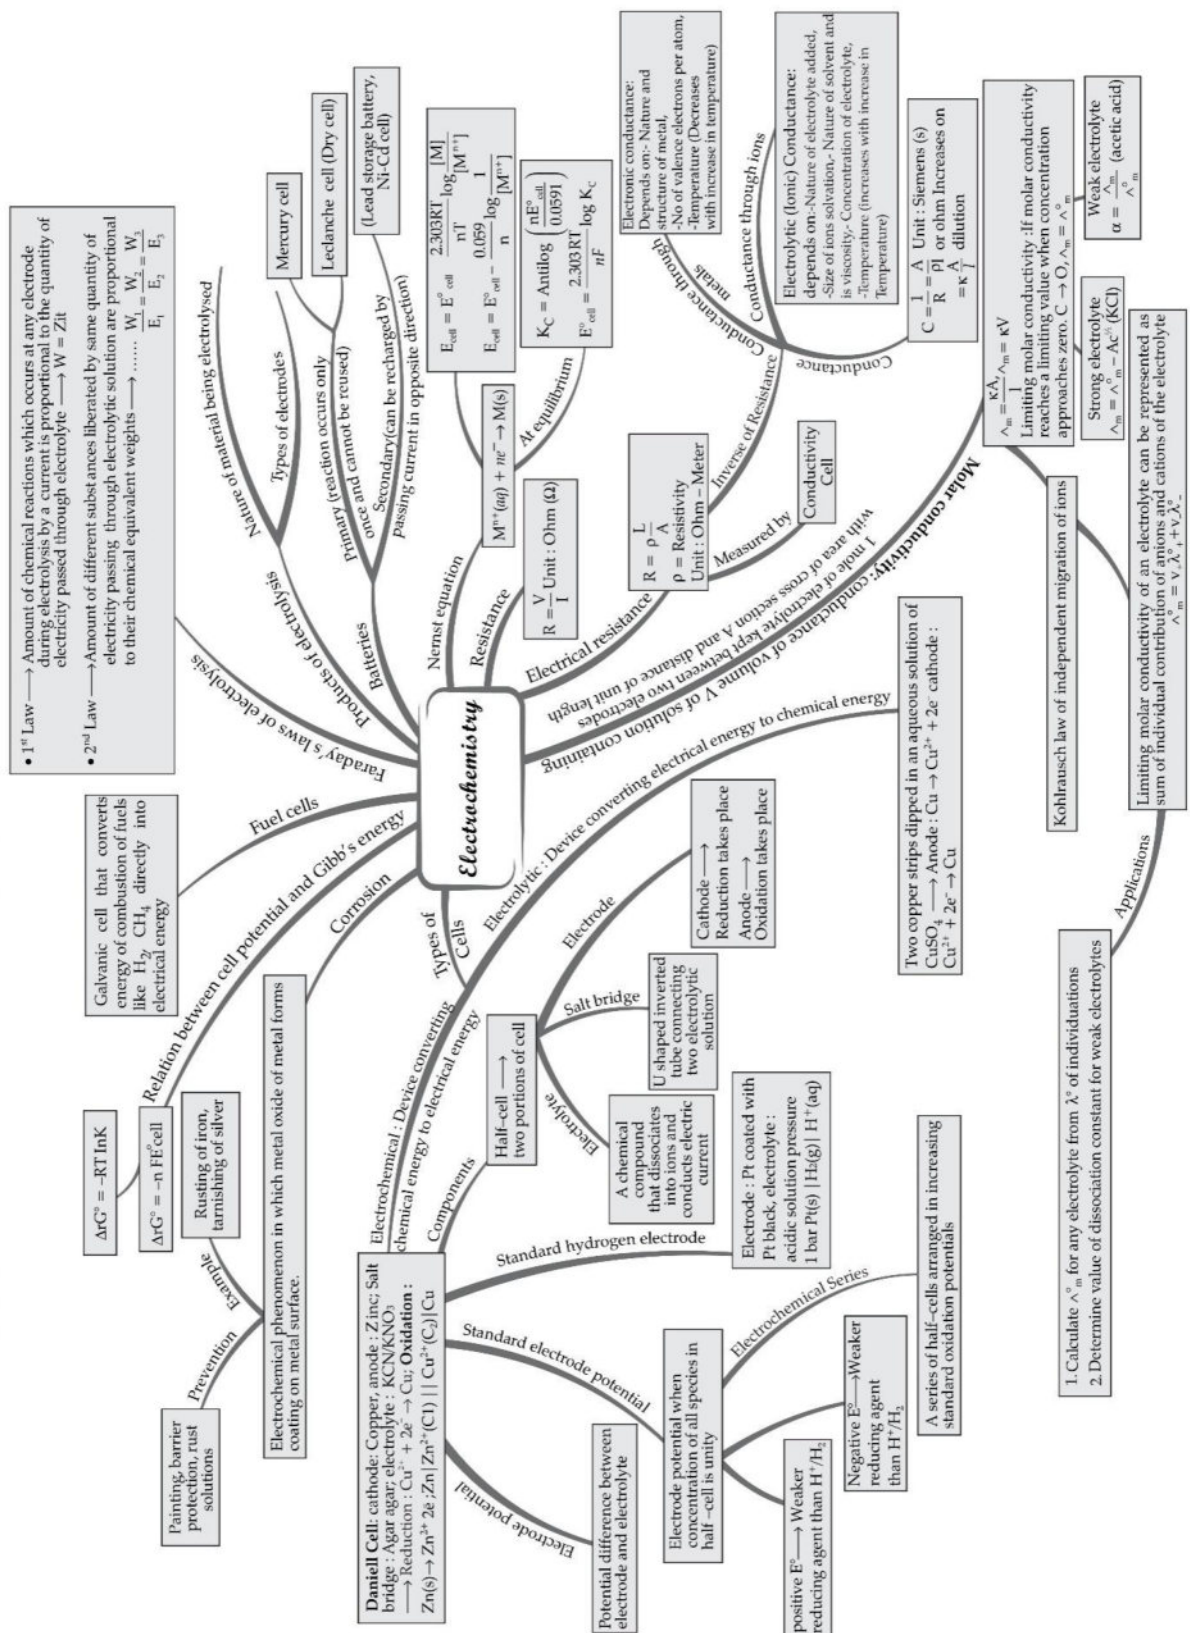 Electrochemistry
Faraday's laws of electrolysis
• 1st Law ⟶ Amount of chemical reactions which occurs at any electrode
during electrolysis by a current is proportional to the quantity of
electricity passed through electrolyte ⟶ W = Zit
• 2nd Law ⟶Amount of different subst ances liberated by same quantity of
electricity passing through electrolytic solution are proportional
to their chemical equivalent weights ⟶ ...... W₁/E₁ = W₂/E₂ = W₃/E₃
Products of electrolysis
Nature of material being electrolysed
Types of electrodes
Batteries
Primary (reaction occurs only
once and cannot be reused)
Mercury cell
Leclanche cell (Dry cell)
Secondary(can be recharged by
passing current in opposite direction)
(Lead storage battery,
Ni-Cd cell)
Nernst equation
Mⁿ⁺(aq) + ne⁻ → M(s)
E cell = E° cell 2.303RT/nT log [M]/[Mⁿ⁺]
E cell = E° cell − 0.059/n log 1/[Mⁿ⁺]
At equilibrium
K_C = Antilog (nE°cell/0.0591)
E°cell = 2.303 RT/nF log K_C
Resistance
R = V/I Unit : Ohm (Ω)
Electrical resistance
R = ρ L/A
ρ = Resistivity
Unit : Ohm – Meter
Measured by
Conductivity
Cell
Inverse of Resistance
Conductance through
metals
Electronic conductance:
Depends on:- Nature and
structure of metal,
-No of valence electrons per atom,
-Temperature (Decreases
with increase in temperature)
Conductance through ions
Electrolytic (Ionic) Conductance:
depends on:-Nature of electrolyte added,
-Size of ions solvation,- Nature of solvent and
is viscosity,- Concentration of electrolyte,
-Temperature (increases with increase in
Temperature)
Conductance
C = 1/R = A/ρl Unit : Siemens (s)
or ohm Increases on
= κ A/l dilution
Molar conductivity: conductance of volume V of solution containing
1 mole of electrolyte kept between two electrodes
with area of cross section A and distance of unit length
^m = κA/1, ^m = κV
Limiting molar conductivity :If molar conductivity
reaches a limiting value when concentration
approaches zero. C → O, ^m = ^°m
Strong electrolyte
^m = ^°m – Ac½ (KCl)
Weak electrolyte
α = ^m/^°m (acetic acid)
Kohlrausch law of independent migration of ions
Limiting molar conductivity of an electrolyte can be represented as
sum of individual contribution of anions and cations of the electrolyte
^°m = ν₊λ°₊+ν₋λ°₋
Applications
1. Calculate ^°m for any electrolyte from λ° of individuations
2. Determine value of dissociation constant for weak electrolytes
Fuel cells
Galvanic cell that converts
energy of combustion of fuels
like H₂, CH₄ directly into
electrical energy
Relation between cell potential and Gibb's energy
ΔrG° = –RT InK
ΔrG° = –n FE°cell
Corrosion
Electrochemical phenomenon in which metal oxide of metal forms
coating on metal surface.
Example
Rusting of iron,
tarnishing of silver
Prevention
Painting, barrier
protection, rust
solutions
Types of
Cells
Electrolytic : Device converting electrical energy to chemical energy
Two copper strips dipped in an aqueous solution of
CuSO₄ ⟶ Anode : Cu → Cu²⁺ + 2e⁻ cathode :
Cu²⁺ + 2e⁻ → Cu
Electrochemical : Device converting
chemical energy to electrical energy
Daniell Cell: cathode: Copper, anode : Zinc; Salt
bridge : Agar agar; electrolyte : KCN/KNO₃
⟶ Reduction : Cu²⁺ + 2e⁻ → Cu; Oxidation :
Zn(s) → Zn²⁺ 2e ;Zn|Zn²⁺(C1) || Cu²⁺(C₂)|Cu
Components
Half–cell ⟶
two portions of cell
Electrode
Cathode ⟶
Reduction takes place
Anode ⟶
Oxidation takes place
Salt bridge
U shaped inverted
tube connecting
two electrolytic
solution
Electrolyte
A chemical
compound
that dissociates
into ions and
conducts electric
current
Standard hydrogen electrode
Electrode : Pt coated with
Pt black, electrolyte :
acidic solution pressure
1 bar Pt(s) |H₂(g)| H⁺(aq)
Standard electrode potential
Electrode potential when
concentration of all species in
half –cell is unity
Electrochemical Series
A series of half–cells arranged in increasing
standard oxidation potentials
Negative E°⟶Weaker
reducing agent
than H⁺/H₂
positive E°⟶ Weaker
reducing agent than H⁺/H₂
Electrode potential
Potential difference between
electrode and electrolyte